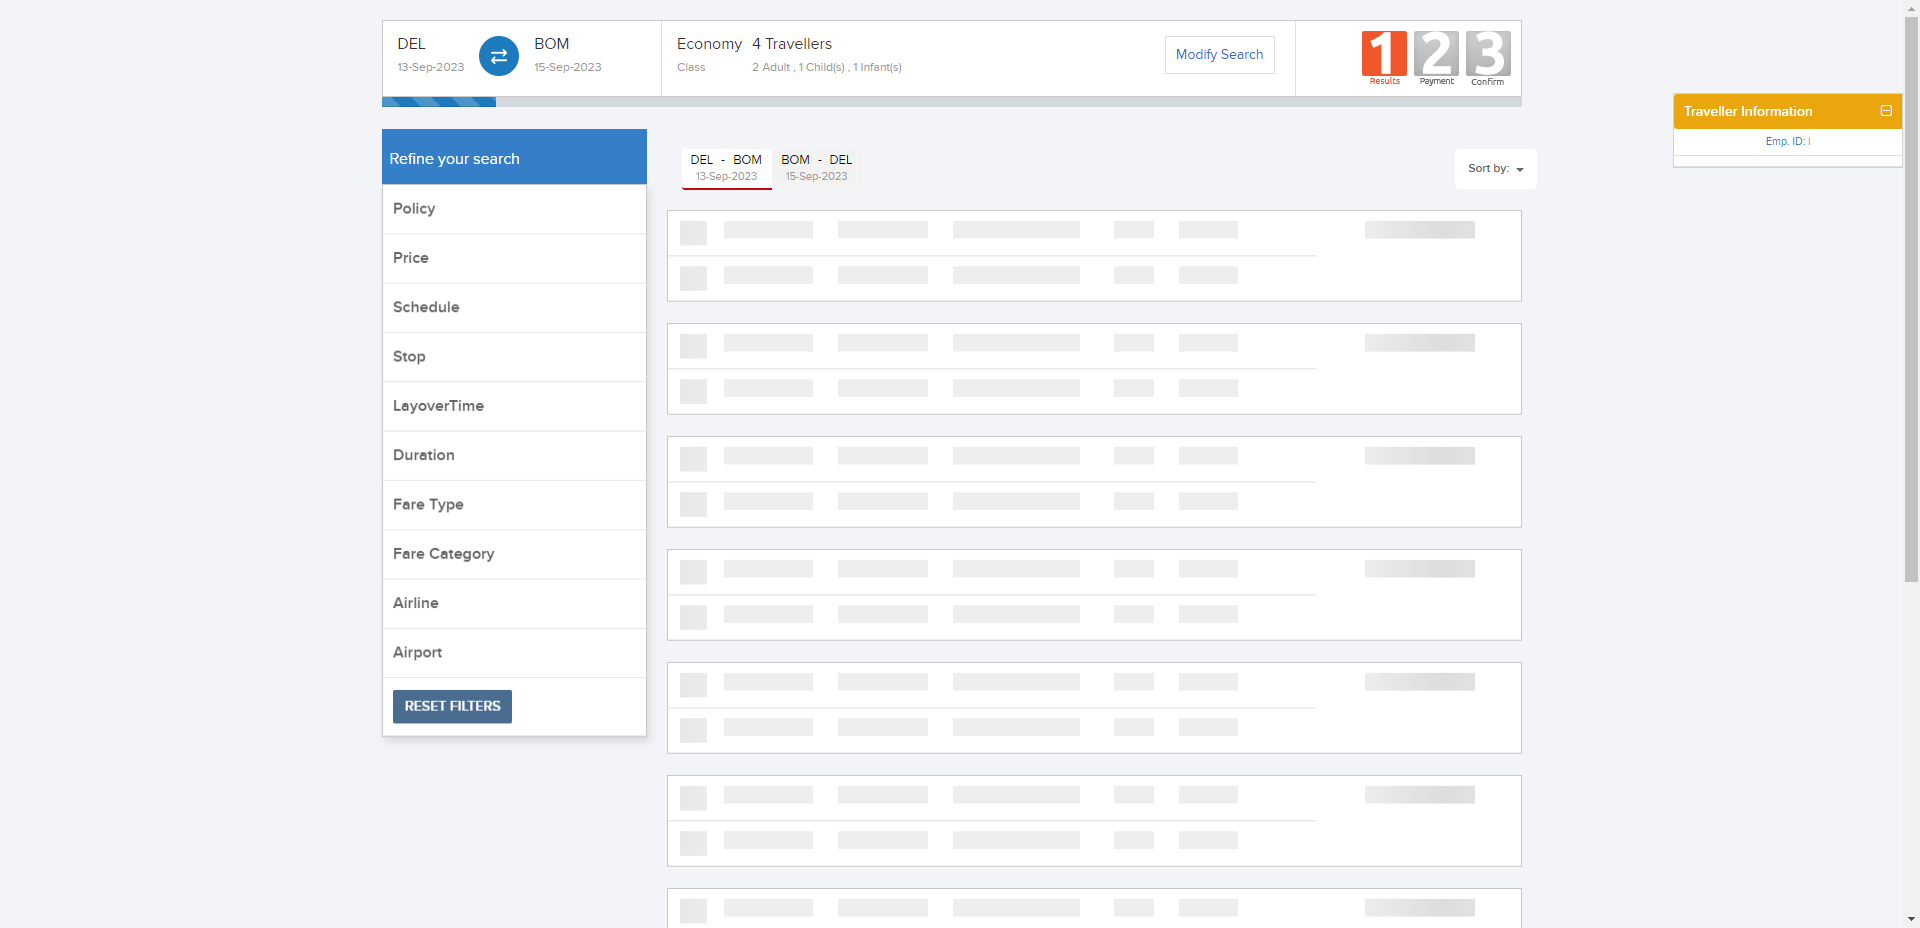 DEL
13-Sep-2023
BOM
15-Sep-2023
Economy
Class
4 Travellers
2 Adult , 1 Child(s) , 1 Infant(s)
Modify Search
1
Results
2
Payment
3
Confirm
Traveller Information
Emp. ID: |
Refine your search
Policy
Price
Schedule
Stop
LayoverTime
Duration
Fare Type
Fare Category
Airline
Airport
RESET FILTERS
DEL - BOM
13-Sep-2023
BOM - DEL
15-Sep-2023
Sort by: